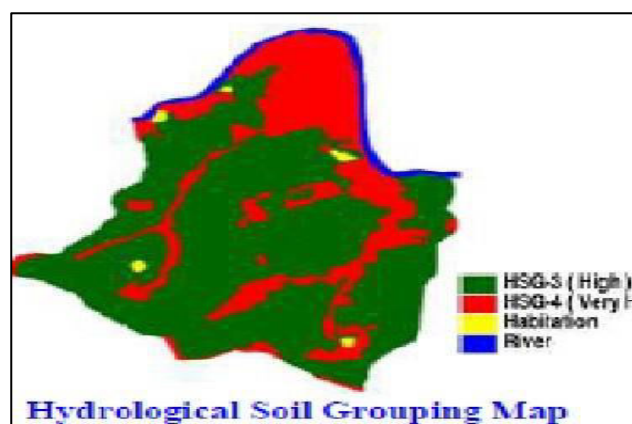 HSG-3 ( High )
HSG-4 ( Very H
Habitation
River
Hydrological Soil Grouping Map